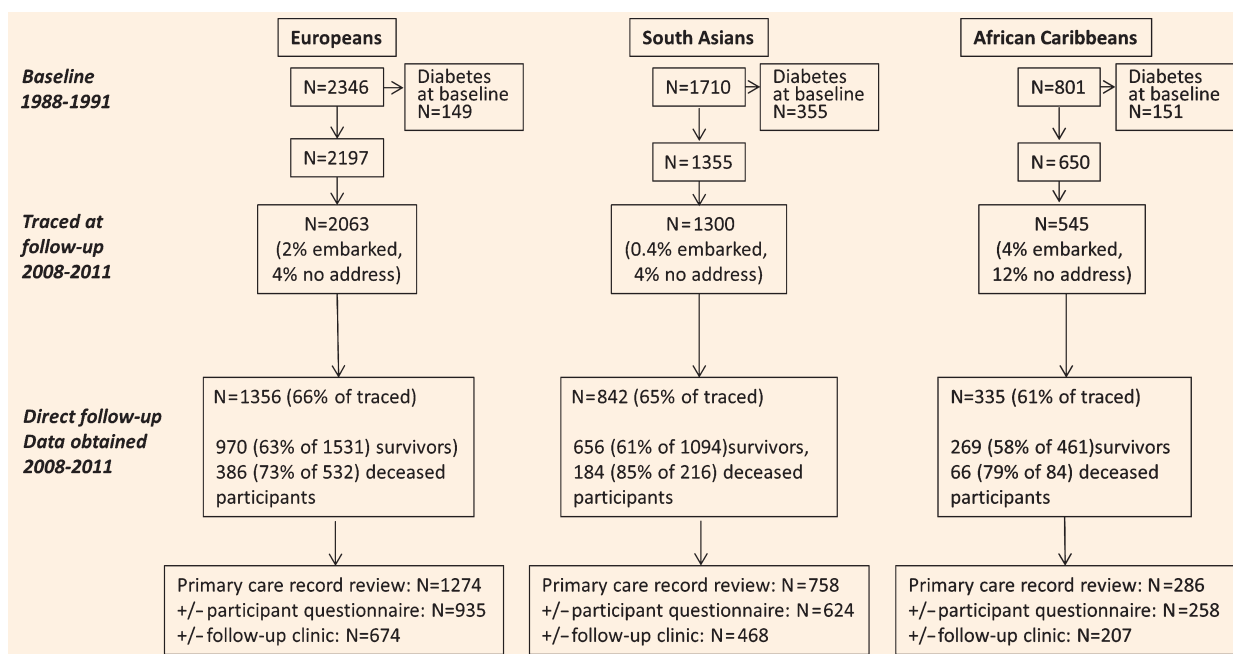 Europeans
South Asians
African Caribbeans
Baseline
1988-1991
N=2346
Diabetes
at baseline
N=149
N=1710
Diabetes
at baseline
N=355
N=801
Diabetes
at baseline
N=151
N=2197
N=1355
N=650
Traced at
follow-up
2008-2011
N=2063
(2% embarked,
4% no address)
N=1300
(0.4% embarked,
4% no address)
N=545
(4% embarked,
12% no address)
Direct follow-up
Data obtained
2008-2011
N=1356 (66% of traced)
970 (63% of 1531) survivors)
386 (73% of 532) deceased
participants
N=842 (65% of traced)
656 (61% of 1094)survivors,
184 (85% of 216) deceased
participants
N=335 (61% of traced)
269 (58% of 461)survivors
66 (79% of 84) deceased
participants
Primary care record review: N=1274
+/– participant questionnaire: N=935
+/– follow-up clinic: N=674
Primary care record review: N=758
+/– participant questionnaire: N=624
+/– follow-up clinic: N=468
Primary care record review: N=286
+/– participant questionnaire: N=258
+/– follow-up clinic: N=207